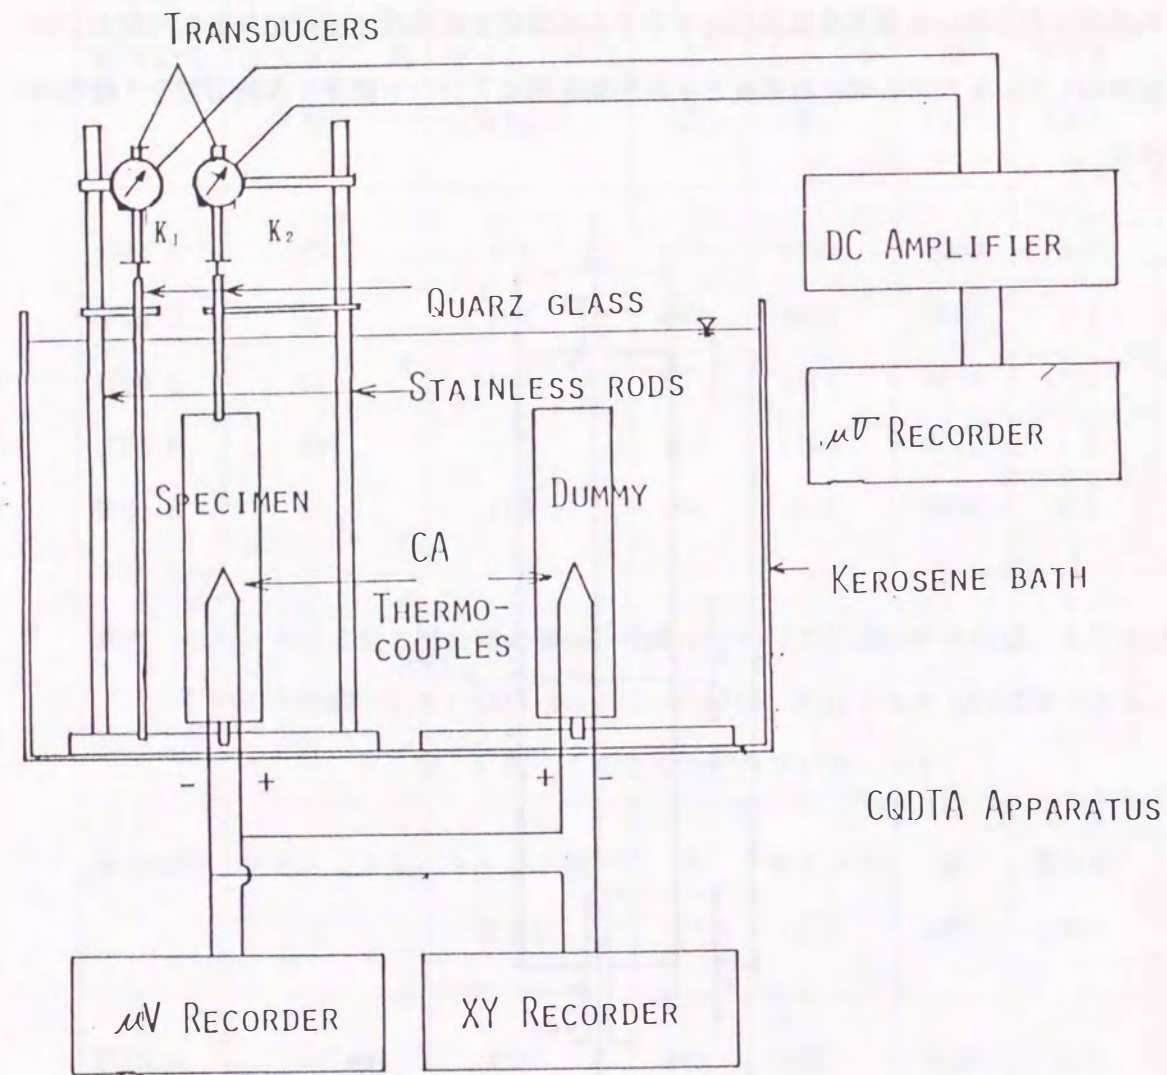 TRANSDUCERS
K1
K2
DC AMPLIFIER
QUARZ GLASS
STAINLESS RODS
μV RECORDER
SPECIMEN
DUMMY
CA
THERMO-
COUPLES
KEROSENE BATH
- +
+ -
CQDTA APPARATUS
μV RECORDER
XY RECORDER